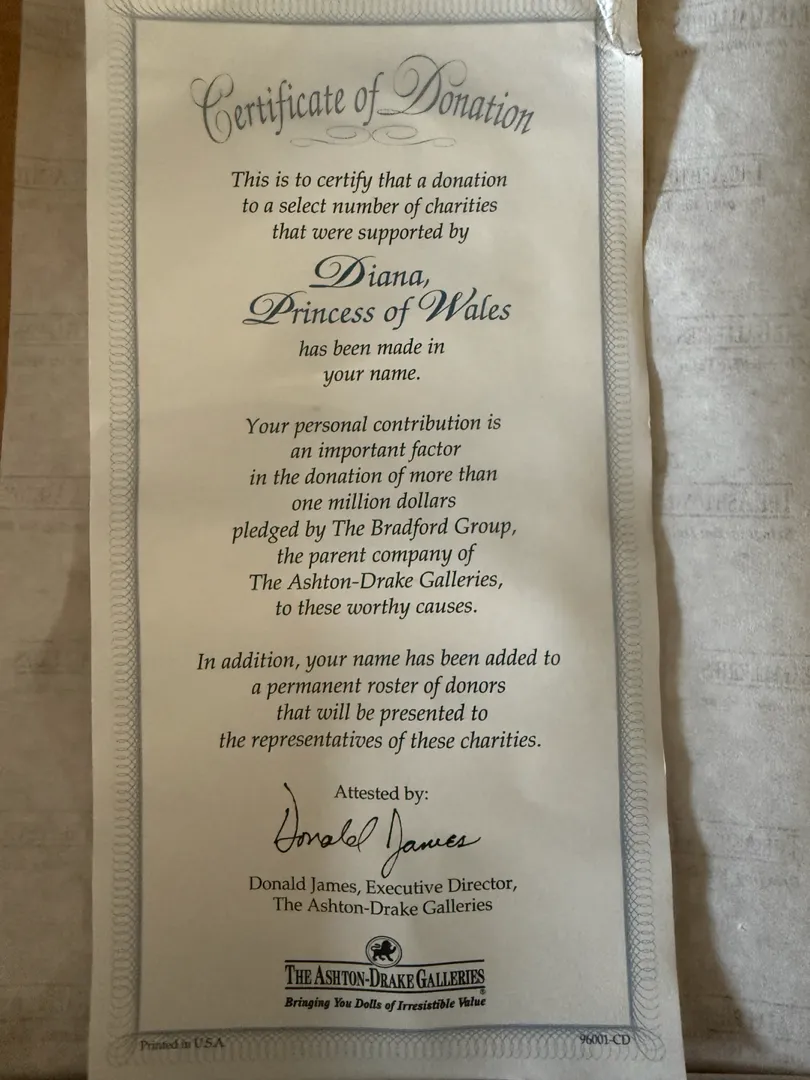 Certificate of Donation
This is to certify that a donation
to a select number of charities
that were supported by
Diana,
Princess of Wales
has been made in
your name.
Your personal contribution is
an important factor
in the donation of more than
one million dollars
pledged by The Bradford Group,
the parent company of
The Ashton-Drake Galleries,
to these worthy causes.
In addition, your name has been added to
a permanent roster of donors
that will be presented to
the representatives of these charities.
Attested by:
Donald James
Donald James, Executive Director,
The Ashton-Drake Galleries
THE ASHTON-DRAKE GALLERIES®
Bringing You Dolls of Irresistible Value
Printed in U.S.A 96001-CD